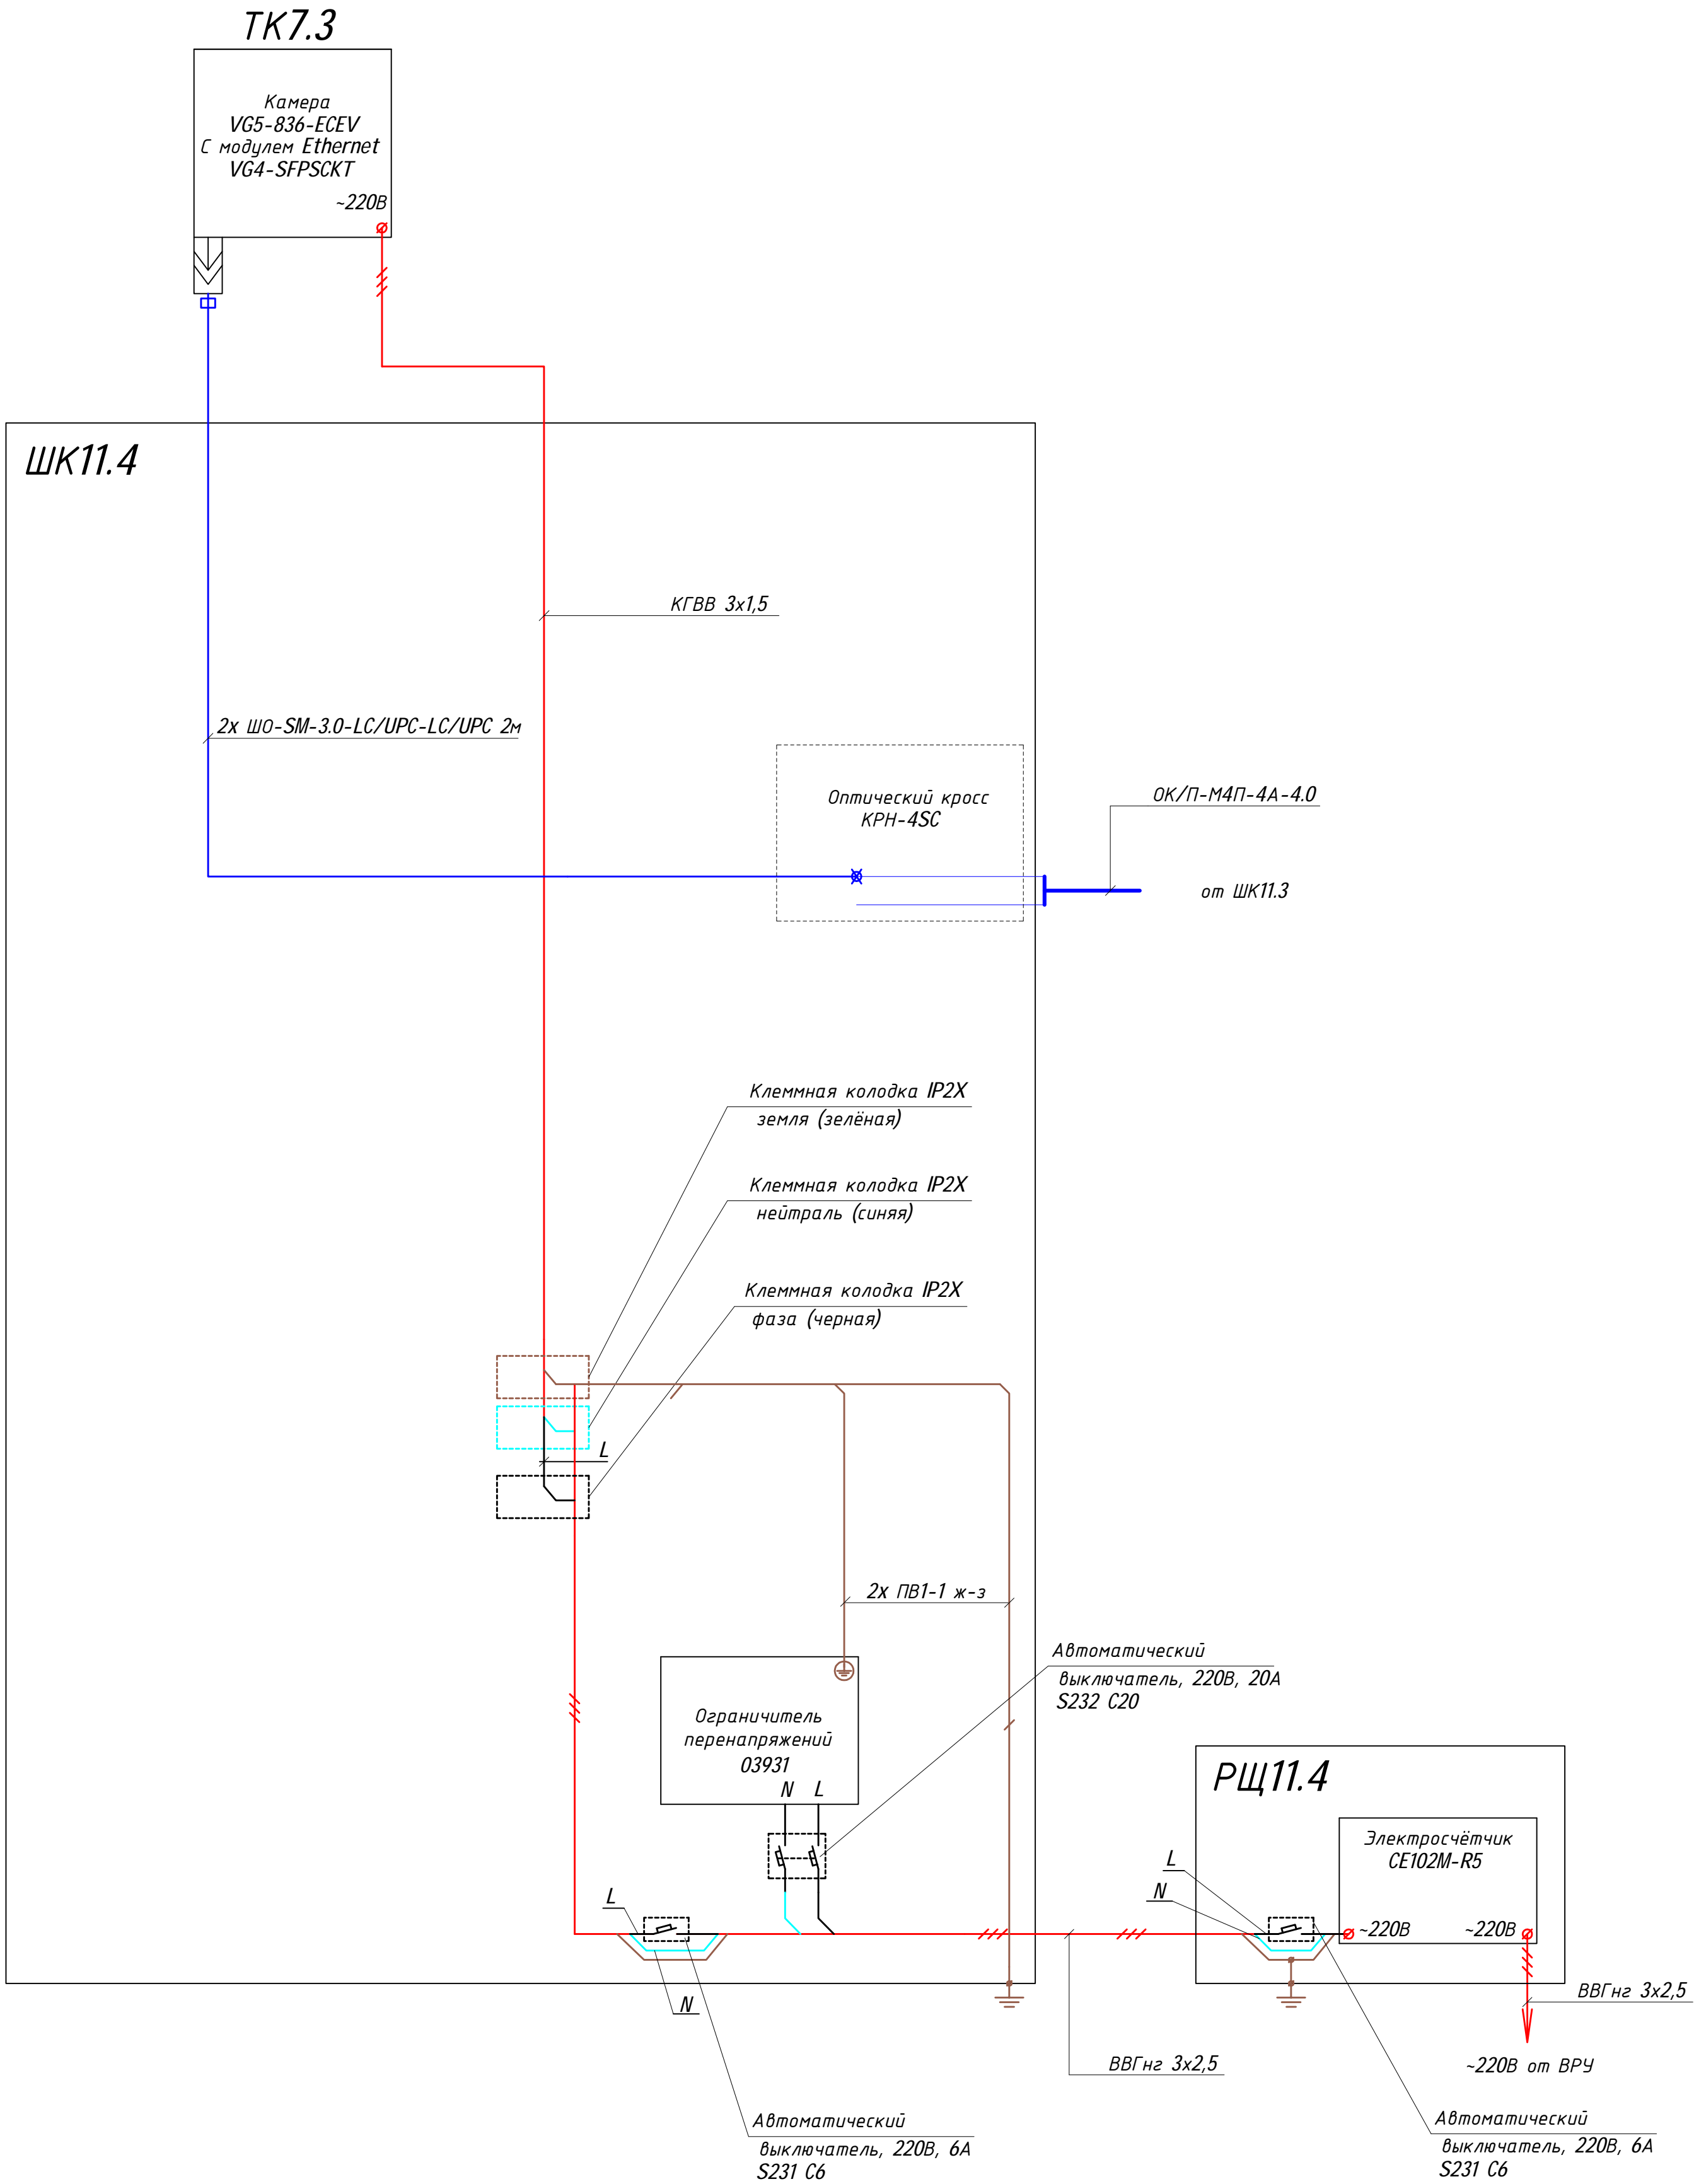 ТК7.3
Камера
VG5-836-ECEV
С модулем Ethernet
VG4-SFPSCKT
~220В
ШК11.4
КГВВ 3х1,5
2х ШО-SM-3.0-LC/UPC-LC/UPC 2м
Оптический кросс
КРН-4SC
ОК/П-М4П-4А-4.0
от ШК11.3
Клеммная колодка IP2X
земля (зелёная)
Клеммная колодка IP2X
нейтраль (синяя)
Клеммная колодка IP2X
фаза (черная)
L
2х ПВ1-1 ж-з
Автоматический
выключатель, 220В, 20А
S232 C20
Ограничитель
перенапряжений
03931
N L
РЩ11.4
Электросчётчик
CE102M-R5
~220В ~220В
L
N
L
N
ВВГнг 3х2,5
ВВГнг 3х2,5
~220В от ВРУ
Автоматический
выключатель, 220В, 6А
S231 C6
Автоматический
выключатель, 220В, 6А
S231 C6